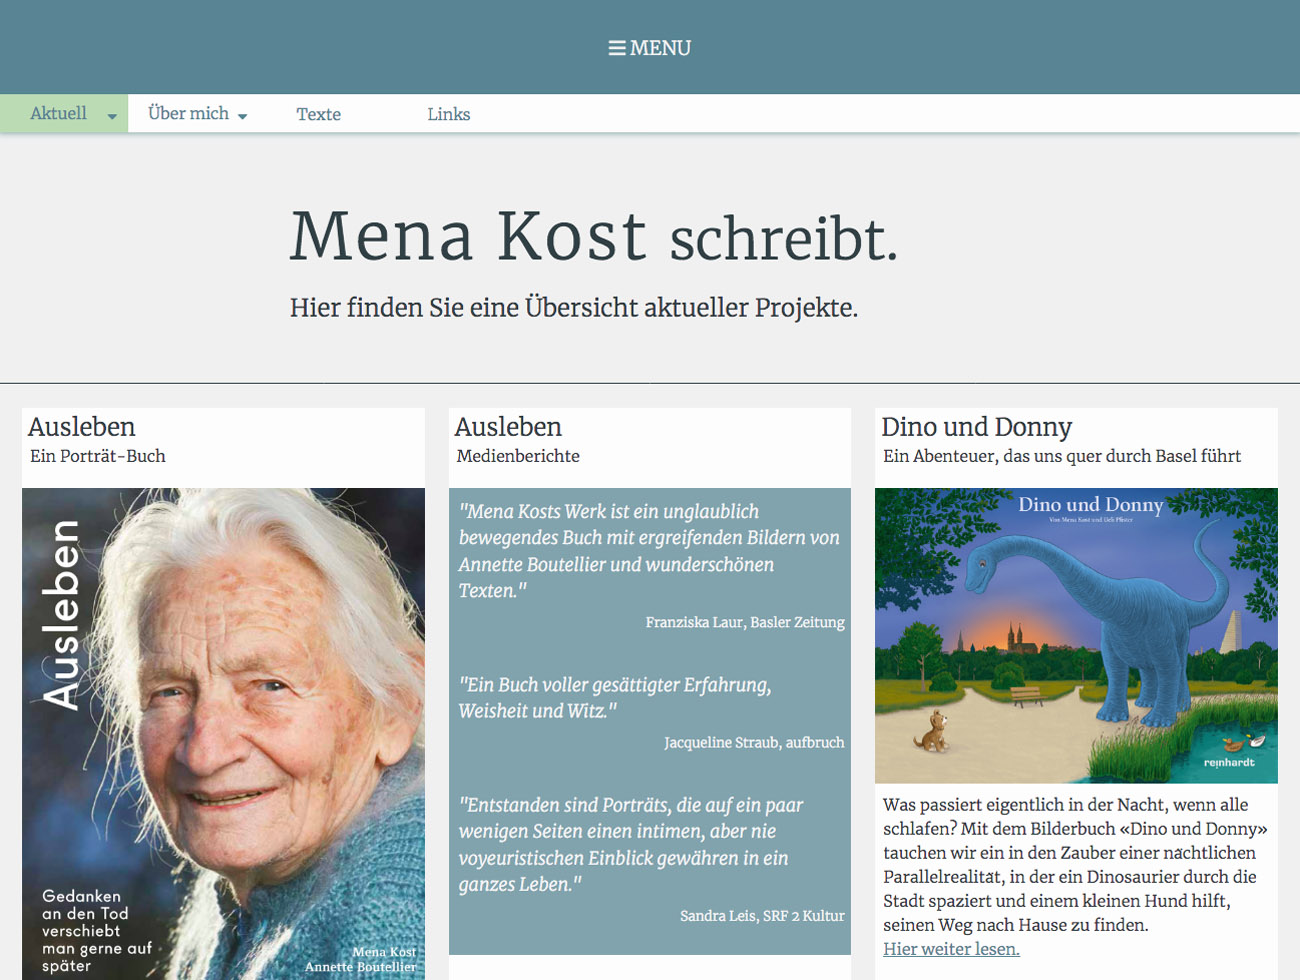 MENU
Aktuell
Über mich
Texte
Links
Mena Kost schreibt.
Hier finden Sie eine Übersicht aktueller Projekte.
Ausleben
Ein Porträt-Buch
Ausleben
Gedanken
an den Tod
verschiebt
man gerne auf
später
Mena Kost
Annette Boutellier
Ausleben
Medienberichte
"Mena Kosts Werk ist ein unglaublich
bewegendes Buch mit ergreifenden Bildern von
Annette Boutellier und wunderschönen
Texten."
Franziska Laur, Basler Zeitung
"Ein Buch voller gesättigter Erfahrung,
Weisheit und Witz."
Jacqueline Straub, aufbruch
"Entstanden sind Porträts, die auf ein paar
wenigen Seiten einen intimen, aber nie
voyeuristischen Einblick gewähren in ein
ganzes Leben."
Sandra Leis, SRF 2 Kultur
Dino und Donny
Ein Abenteuer, das uns quer durch Basel führt
Dino und Donny
Von Mena Kost und Ueli Pfister
reinhardt
Was passiert eigentlich in der Nacht, wenn alle
schlafen? Mit dem Bilderbuch «Dino und Donny»
tauchen wir ein in den Zauber einer nächtlichen
Parallelrealität, in der ein Dinosaurier durch die
Stadt spaziert und einem kleinen Hund hilft,
seinen Weg nach Hause zu finden.
Hier weiter lesen.